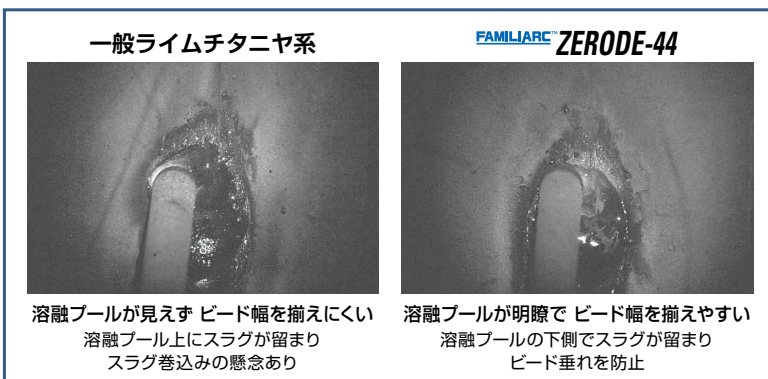 一般ライムチタニヤ系
溶融プールが見えず ビード幅を揃えにくい
溶融プール上にスラグが留まり
スラグ巻込みの懸念あり
FAMILIARC™ ZERODE-44
溶融プールが明瞭で ビード幅を揃えやすい
溶融プールの下側でスラグが留まり
ビード垂れを防止